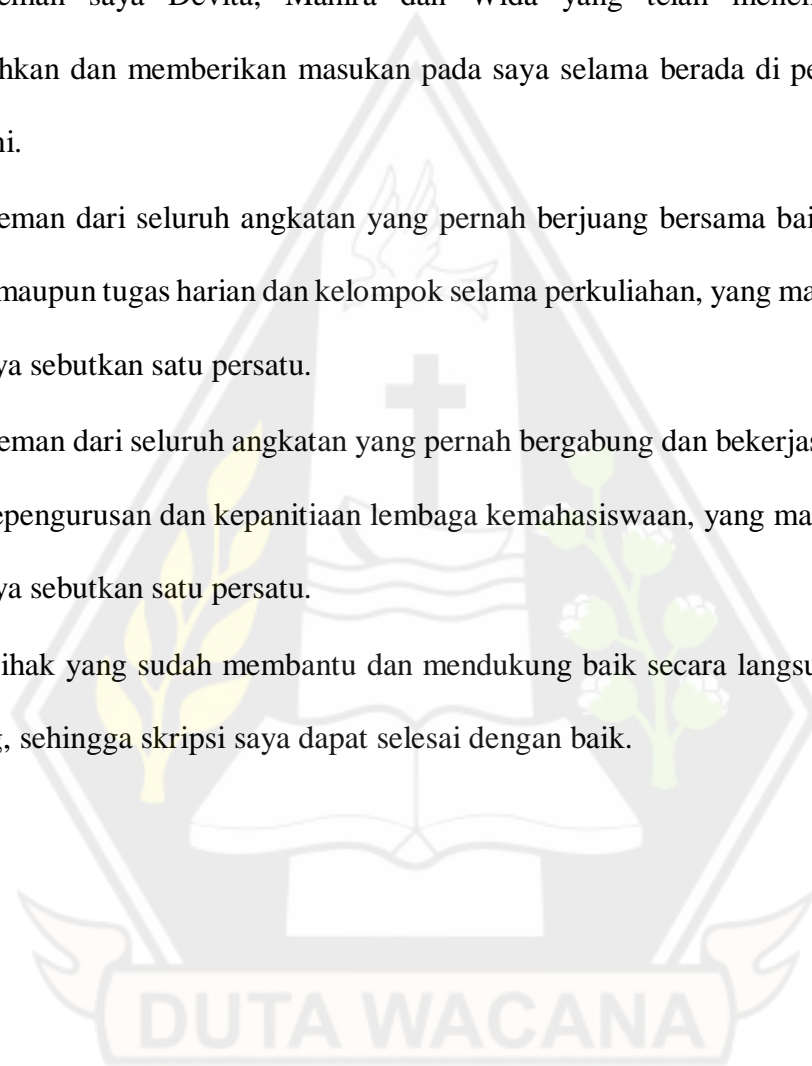 eman saya Devita, Mahira dan Wida yang telah
hkan dan memberikan masukan pada saya selama berada di pe
ni.
eman dari seluruh angkatan yang pernah berjuang bersama bai
maupun tugas harian dan kelompok selama perkuliahan, yang ma
ya sebutkan satu persatu.
eman dari seluruh angkatan yang pernah bergabung dan bekerjas
epengurusan dan kepanitiaan lembaga kemahasiswaan, yang ma
ya sebutkan satu persatu.
ihak yang sudah membantu dan mendukung baik secara langsu
g, sehingga skripsi saya dapat selesai dengan baik.
DUTA WACANA